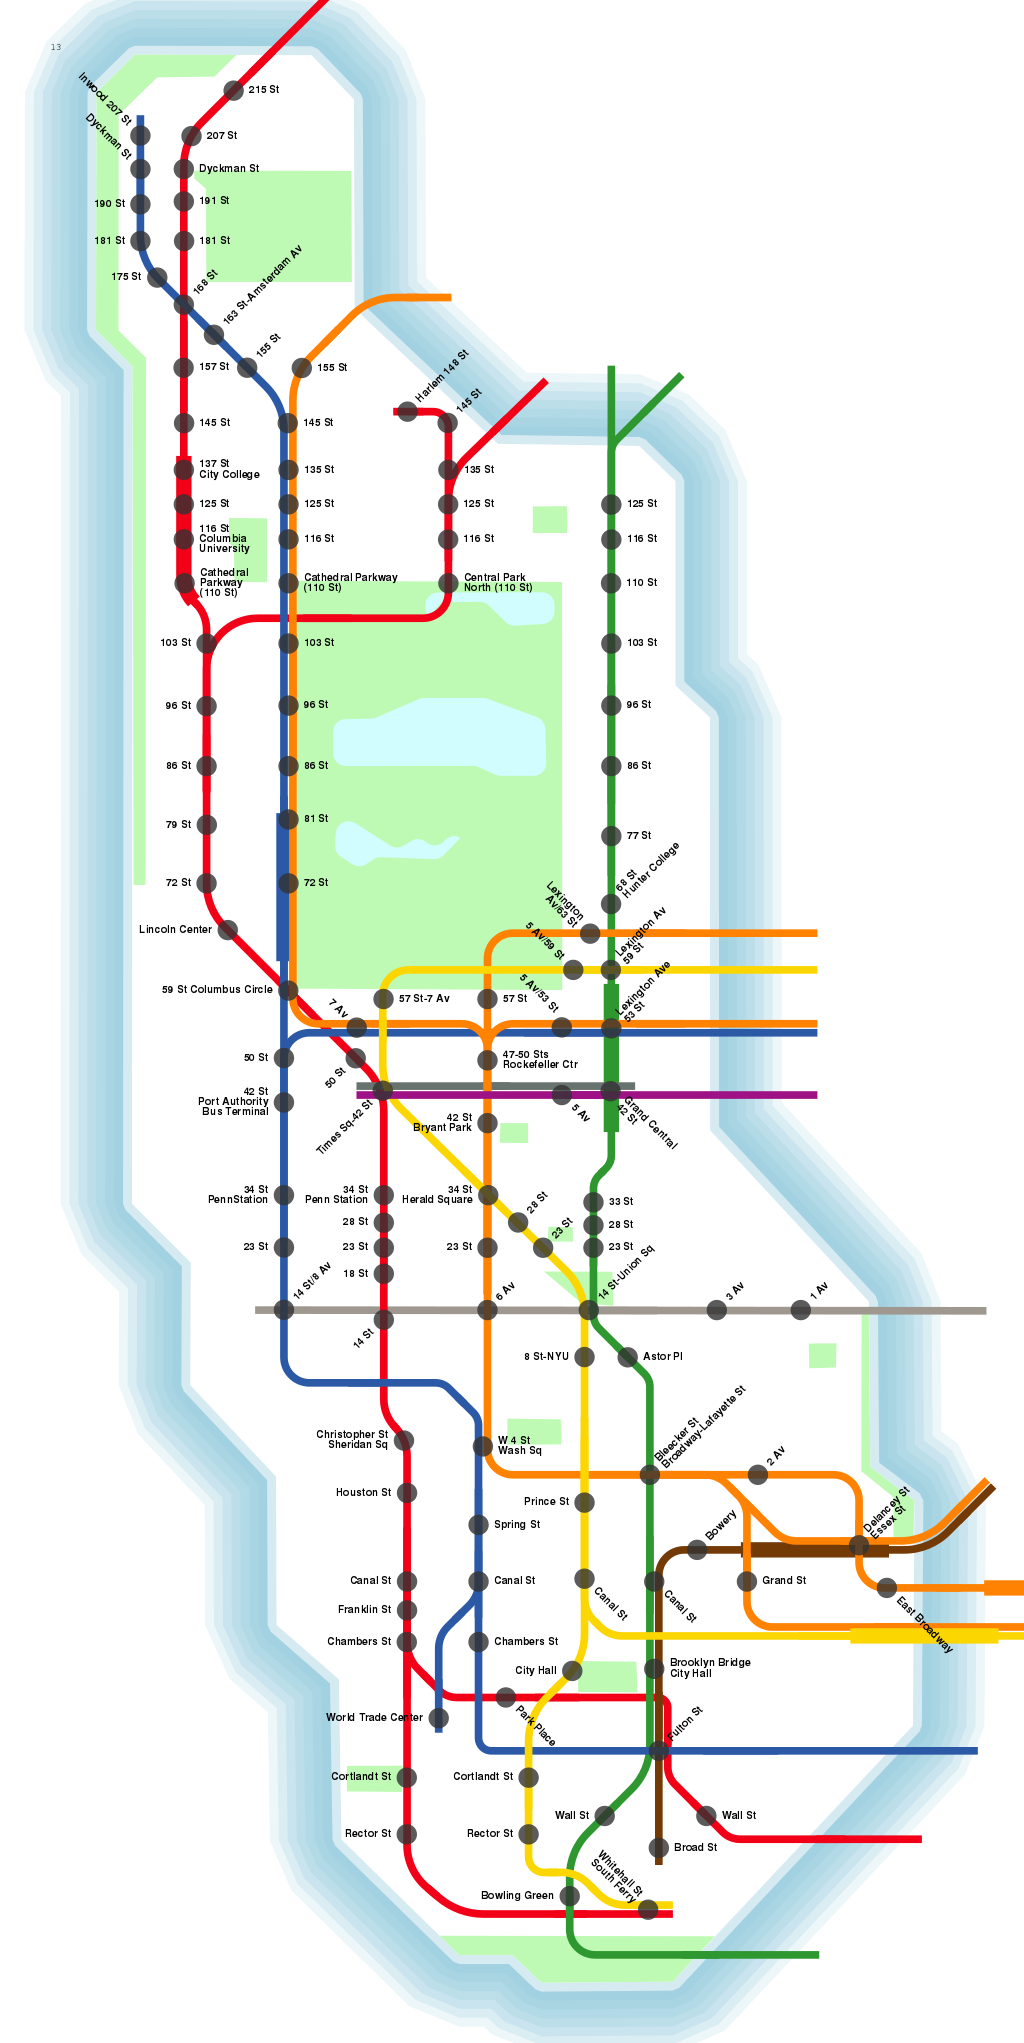 13
215 St
Inwood 207 St
207 St
Dyckman St
Dyckman St
190 St
191 St
181 St
181 St
175 St
168 St
163 St-Amsterdam Av
157 St
155 St
155 St
Harlem 148 St
145 St
145 St
145 St
137 St
City College
135 St
135 St
125 St
125 St
125 St
125 St
116 St
Columbia
University
116 St
116 St
116 St
Cathedral
Parkway
(110 St)
Cathedral Parkway
(110 St)
Central Park
North (110 St)
110 St
103 St
103 St
103 St
96 St
96 St
96 St
86 St
86 St
86 St
79 St
81 St
77 St
72 St
72 St
68 St
Hunter College
Lincoln Center
Lexington
Av/63 St
5 Av/59 St
Lexington Av
59 St
59 St Columbus Circle
57 St-7 Av
57 St
7 Av
5 Av/53 St
Lexington Ave
53 St
50 St
50 St
47-50 Sts
Rockefeller Ctr
42 St
Port Authority
Bus Terminal
Times Sq-42 St
42 St
Bryant Park
5 Av
Grand Central
42 St
34 St
PennStation
34 St
Penn Station
34 St
Herald Square
28 St
28 St
33 St
28 St
23 St
23 St
23 St
23 St
23 St
18 St
14 St/8 Av
14 St
6 Av
14 St-Union Sq
3 Av
1 Av
8 St-NYU
Astor Pl
Christopher St
Sheridan Sq
W 4 St
Wash Sq
Bleecker St
Broadway-Lafayette St
2 Av
Houston St
Prince St
Spring St
Bowery
Delancey St
Essex St
Canal St
Canal St
Canal St
Canal St
Grand St
East Broadway
Franklin St
Chambers St
Chambers St
City Hall
Brooklyn Bridge
City Hall
World Trade Center
Park Place
Fulton St
Cortlandt St
Cortlandt St
Wall St
Wall St
Rector St
Rector St
Broad St
Whitehall St
South Ferry
Bowling Green